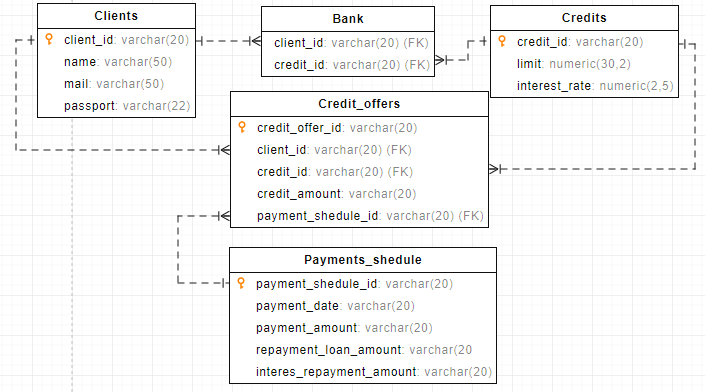 Clients
client_id: varchar(20)
name: varchar(50)
mail: varchar(50)
passport: varchar(22)
Bank
client_id: varchar(20) (FK)
credit_id: varchar(20) (FK)
Credits
credit_id: varchar(20)
limit: numeric(30,2)
interest_rate: numeric(2,5)
Credit_offers
credit_offer_id: varchar(20)
client_id: varchar(20) (FK)
credit_id: varchar(20) (FK)
credit_amount: varchar(20)
payment_shedule_id: varchar(20) (FK)
Payments_shedule
payment_shedule_id: varchar(20)
payment_date: varchar(20)
payment_amount: varchar(20)
repayment_loan_amount: varchar(20
interes_repayment_amount: varchar(20)